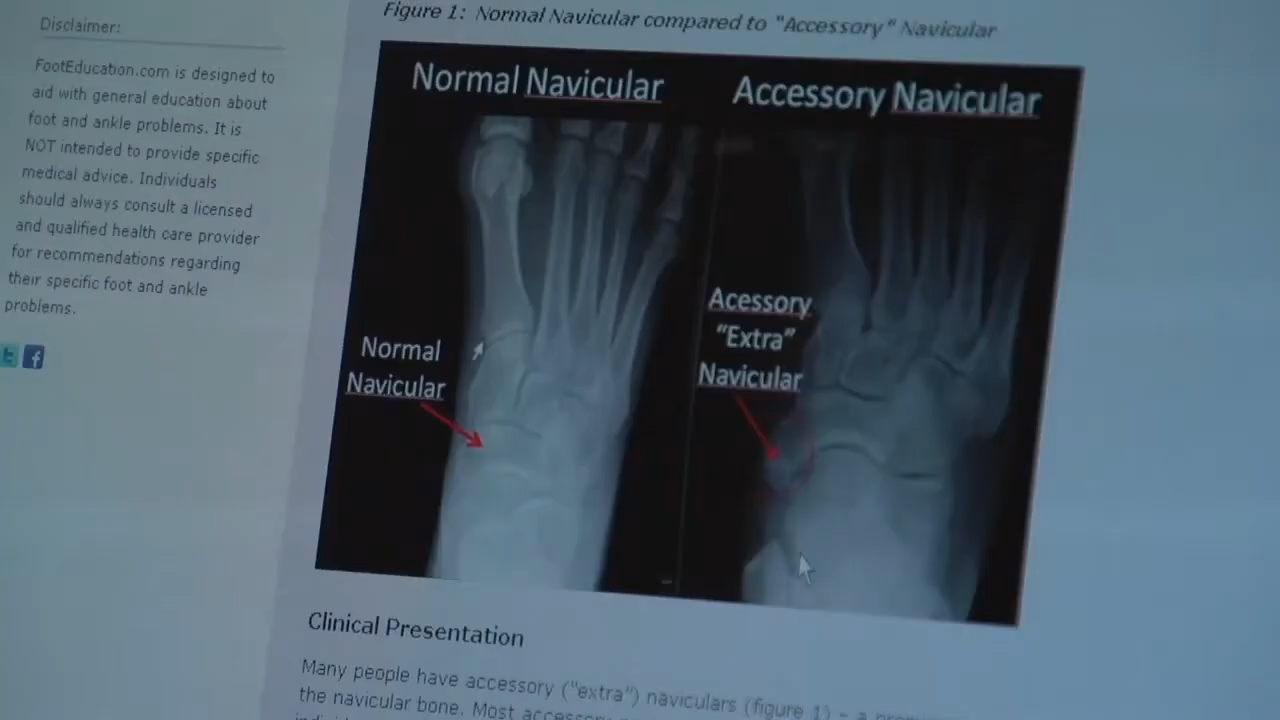 Disclaimer:
FootEducation.com is designed to
aid with general education about
foot and ankle problems. It is
NOT intended to provide specific
medical advice. Individuals
should always consult a licensed
and qualified health care provider
for recommendations regarding
their specific foot and ankle
problems.
Figure 1: Normal Navicular compared to "Accessory" Navicular
Normal Navicular
Accessory Navicular
Normal
Navicular
Acessory
"Extra"
Navicular
Clinical Presentation
Many people have accessory ("extra") naviculars (figure 1) – a
the navicular bone. Most